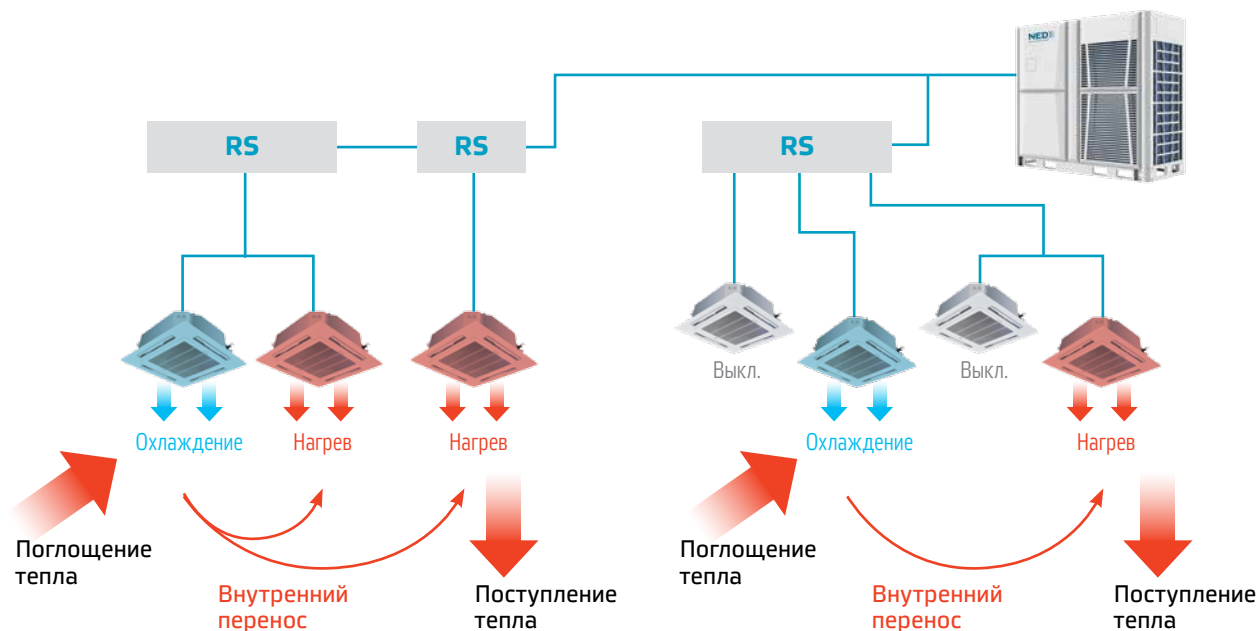 NED
RS
RS
RS
Выкл.
Выкл.
Охлаждение
Нагрев
Нагрев
Охлаждение
Нагрев
Поглощение
тепла
Внутренний
перенос
Поступление
тепла
Поглощение
тепла
Внутренний
перенос
Поступление
тепла